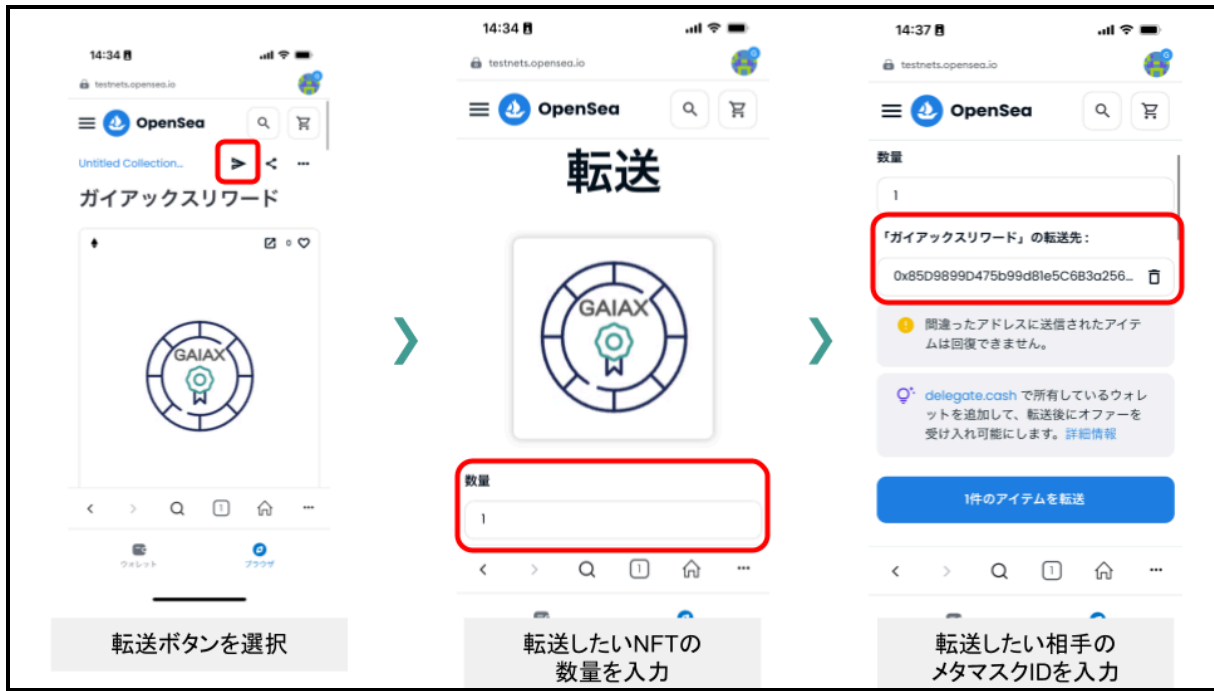 14:34
testnets.opensea.io
OpenSea
Untitled Collection...
ガイアックスリワード
0
GAIAX
1
ウォレット
ブラウザ
転送ボタンを選択
14:34
testnets.opensea.io
OpenSea
転送
GAIAX
数量
1
1
転送したいNFTの
数量を入力
14:37
testnets.opensea.io
OpenSea
数量
1
「ガイアックスリワード」の転送先:
0x85D9899D475b99d81e5C6B3a256...
間違ったアドレスに送信されたアイテ
ムは回復できません。
delegate.cash で所有しているウォレ
ットを追加して、転送後にオファーを
受け入れ可能にします。詳細情報
1件のアイテムを転送
1
転送したい相手の
メタマスクIDを入力